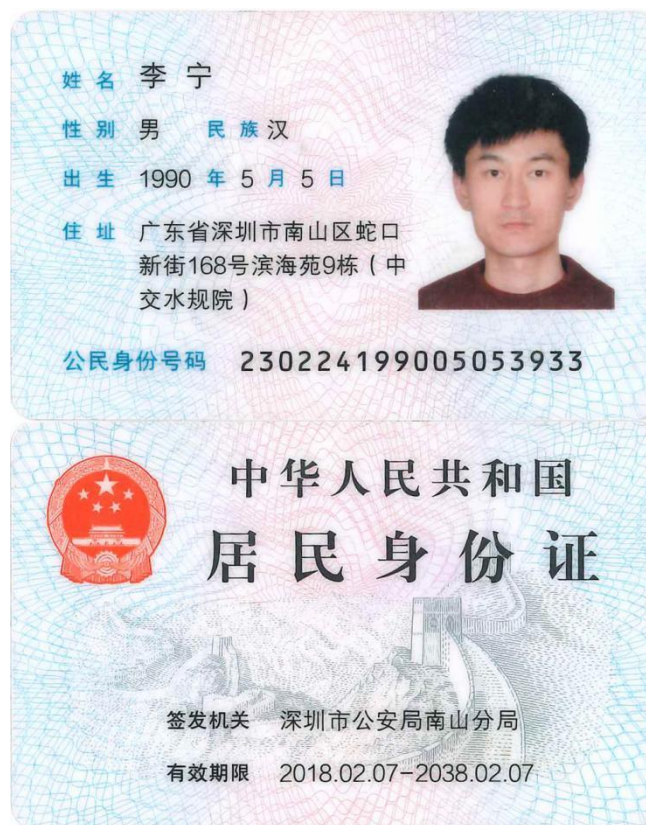 姓名 李宁
性别 男 民族 汉
出生 1990 年 5 月 5 日
住址 广东省深圳市南山区蛇口
新街168号滨海苑9栋（中
交水规院）
公民身份号码 230224199005053933
中华人民共和国
居民身份证
签发机关 深圳市公安局南山分局
有效期限 2018.02.07-2038.02.07